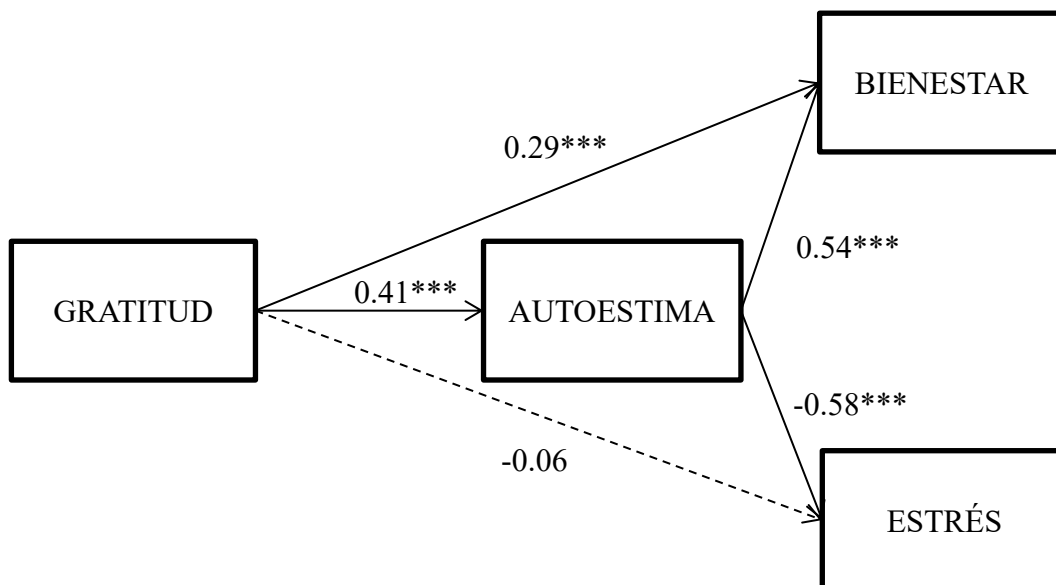 BIENESTAR
0.29***
0.54***
GRATITUD
0.41***
AUTOESTIMA
-0.58***
-0.06
ESTRÉS